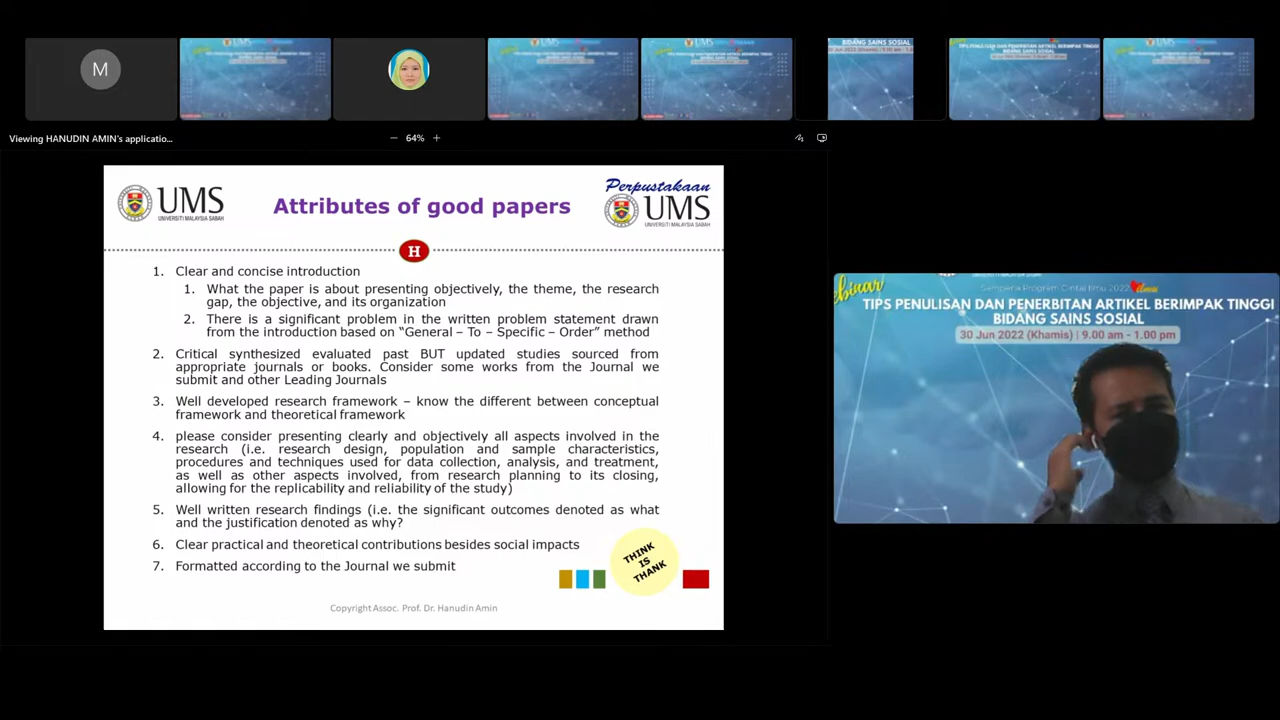 M
Viewing HANUDIN AMIN's applicatio...
64%
UMS
UNIVERSITI MALAYSIA SABAH
Attributes of good papers
Perpustakaan
UMS
UNIVERSITI MALAYSIA SABAH
H
1. Clear and concise introduction
1. What the paper is about presenting objectively, the theme, the research
gap, the objective, and its organization
2. There is a significant problem in the written problem statement drawn
from the introduction based on “General – To – Specific – Order” method
2. Critical synthesized evaluated past BUT updated studies sourced from
appropriate journals or books. Consider some works from the Journal we
submit and other Leading Journals
3. Well developed research framework – know the different between conceptual
framework and theoretical framework
4. please consider presenting clearly and objectively all aspects involved in the
research (i.e. research design, population and sample characteristics,
procedures and techniques used for data collection, analysis, and treatment,
as well as other aspects involved, from research planning to its closing,
allowing for the replicability and reliability of the study)
5. Well written research findings (i.e. the significant outcomes denoted as what
and the justification denoted as why?
6. Clear practical and theoretical contributions besides social impacts
7. Formatted according to the Journal we submit
THINK
IS
THANK
Copyright Assoc. Prof. Dr. Hanudin Amin
Sempena Program Cintai Ilmu 2022
TIPS PENULISAN DAN PENERBITAN ARTIKEL BERIMPAK TINGGI
BIDANG SAINS SOSIAL
30 Jun 2022 (Khamis) | 9.00 am - 1.00 pm